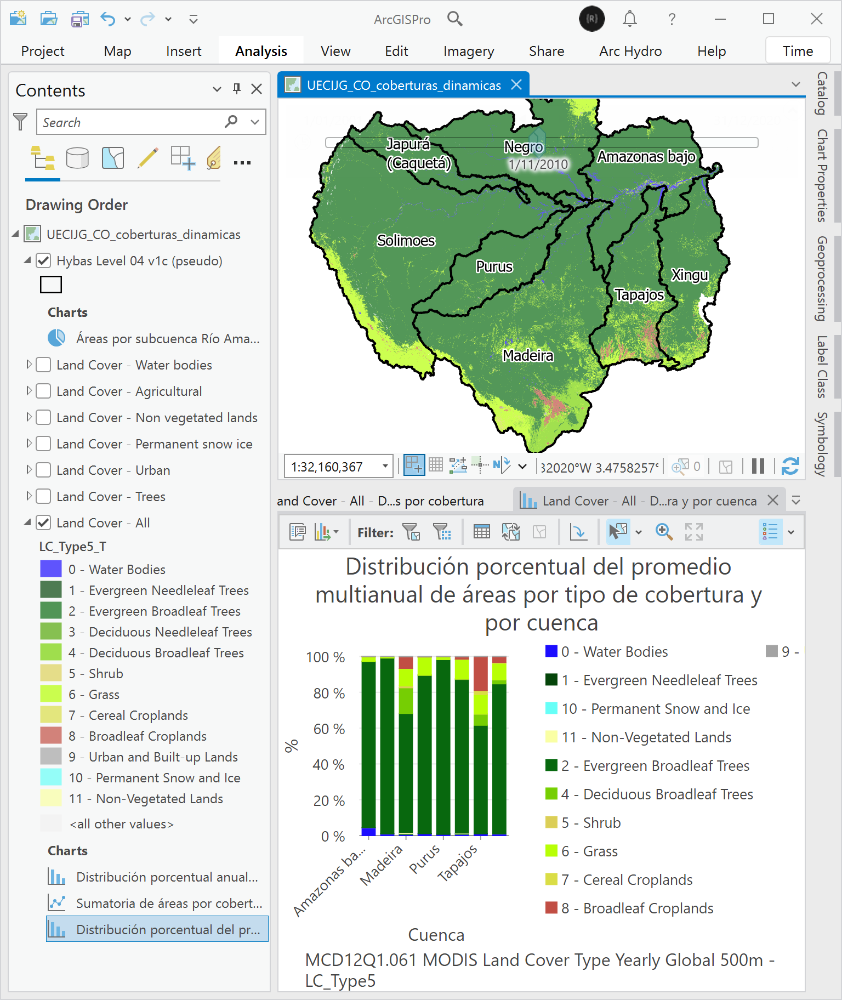 ArcGISPro
Project Map Insert Analysis View Edit Imagery Share Arc Hydro Help Time
Contents
Search
Drawing Order
UECIJG_CO_coberturas_dinamicas
Hybas Level 04 v1c (pseudo)
Charts
Áreas por subcuenca Río Ama...
Land Cover - Water bodies
Land Cover - Agricultural
Land Cover - Non vegetated lands
Land Cover - Permanent snow ice
Land Cover - Urban
Land Cover - Trees
Land Cover - All
LC_Type5_T
0 - Water Bodies
1 - Evergreen Needleleaf Trees
2 - Evergreen Broadleaf Trees
3 - Deciduous Needleleaf Trees
4 - Deciduous Broadleaf Trees
5 - Shrub
6 - Grass
7 - Cereal Croplands
8 - Broadleaf Croplands
9 - Urban and Built-up Lands
10 - Permanent Snow and Ice
11 - Non-Vegetated Lands
<all other values>
Charts
Distribución porcentual anual...
Sumatoria de áreas por cobert...
Distribución porcentual del pr...
UECIJG_CO_coberturas_dinamicas
Japurá
(Caquetá)
Negro
1/11/2010
Amazonas bajo
Solimoes
Purus
Xingu
Tapajos
Madeira
1:32,160,367
32020°W 3.4758257°
0
N
and Cover - All - D...s por cobertura
Land Cover - All - D...ra y por cuenca
Filter:
Distribución porcentual del promedio
multianual de áreas por tipo de cobertura y
por cuenca
100 %
80 %
60 %
40 %
20 %
0 %
%
Amazonas ba...
Madeira
Purus
Tapajos
Cuenca
0 - Water Bodies
1 - Evergreen Needleleaf Trees
10 - Permanent Snow and Ice
11 - Non-Vegetated Lands
2 - Evergreen Broadleaf Trees
4 - Deciduous Broadleaf Trees
5 - Shrub
6 - Grass
7 - Cereal Croplands
8 - Broadleaf Croplands
9 -
MCD12Q1.061 MODIS Land Cover Type Yearly Global 500m -
LC_Type5
Catalog
Chart Properties
Geoprocessing
Label Class
Symbology